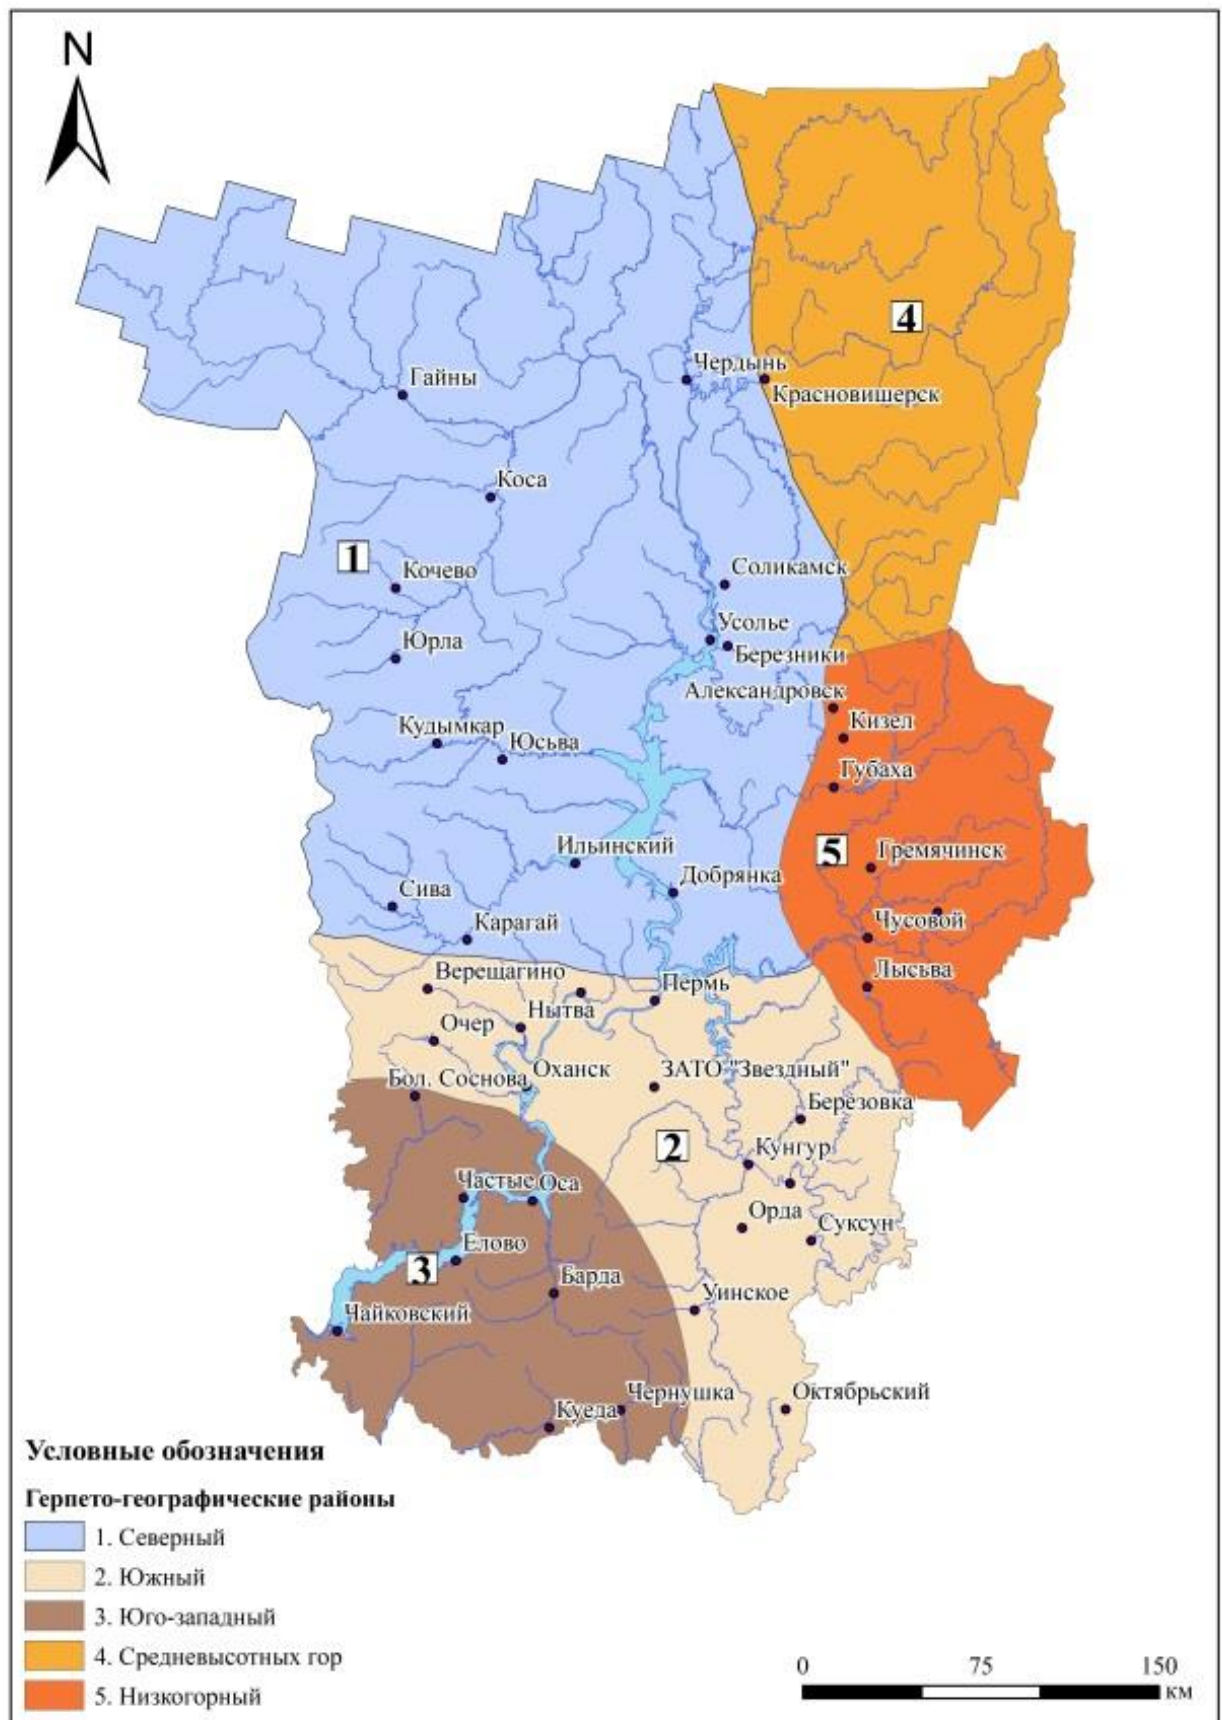 N
4
Чердынь
Гайны
Красновишерск
Коса
1
Соликамск
Кочево
Усолье
Юрла
Березники
Александровск
Кизел
Кудымкар
Юсьва
Губаха
5
Ильинский
Гремячинск
Добрянка
Сива
Карагай
Чусовой
Верещагино
Лысьва
Пермь
Нытва
Очер
Оханск
ЗАТО "Звездный"
Бол. Соснова
Березовка
2
Кунгур
Частые
Оса
Орда
Суксун
Елово
3
Барда
Уинское
Чайковский
Чернушка
Октябрьский
Куеда
Условные обозначения
Герпето-географические районы
1. Северный
2. Южный
3. Юго-западный
4. Средневысотных гор
5. Низкогорный
0 75 150
км